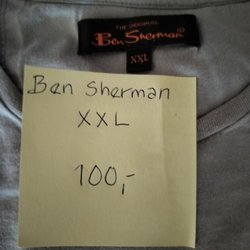 THE ORIGINAL
Ben Sherman®
XXL
Ben Sherman
XXL
100,-